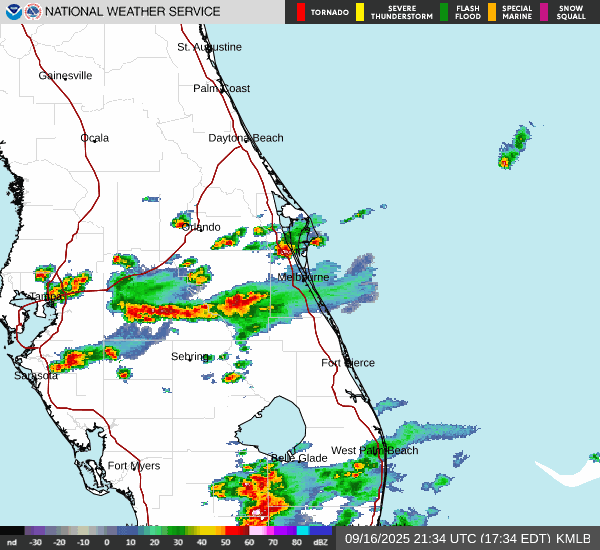 NATIONAL WEATHER SERVICE
TORNADO
SEVERE
THUNDERSTORM
FLASH
FLOOD
SPECIAL
MARINE
SNOW
SQUALL
St. Augustine
Gainesville
Palm Coast
Ocala
Daytona Beach
Orlando
Melbourne
Tampa
Sebring
Fort Pierce
Sarasota
West Palm Beach
Belle Glade
Fort Myers
nd -20 -10 0 10 20 30 40 50 60 70 80 dBZ
09/16/2025 21:34 UTC (17:34 EDT) KMLB